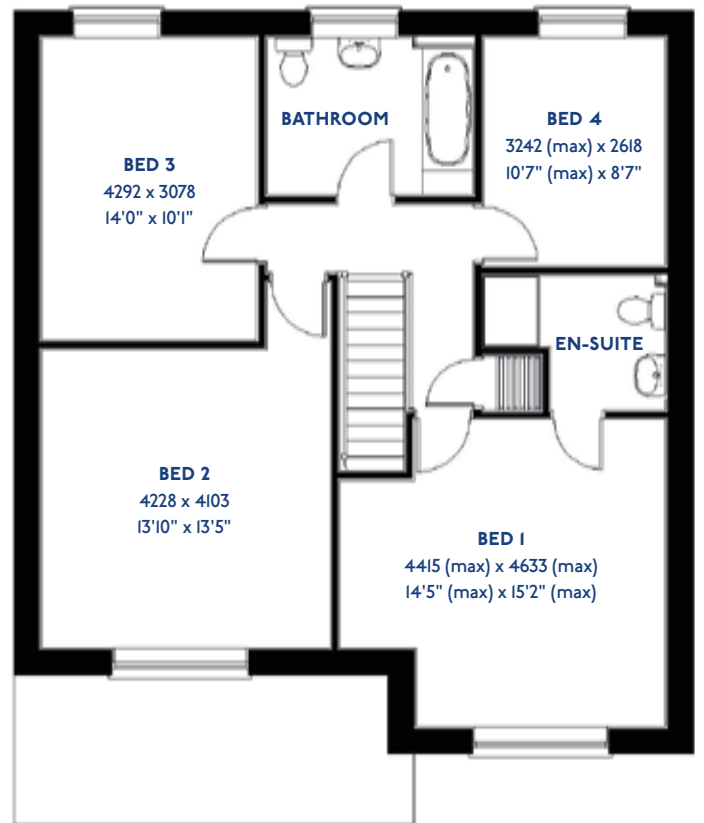 BATHROOM
BED 4
3242 (max) x 2618
10'7" (max) x 8'7"
BED 3
4292 x 3078
14'0" x 10'1"
EN-SUITE
BED 2
4228 x 4103
13'10" x 13'5"
BED 1
4415 (max) x 4633 (max)
14'5" (max) x 15'2" (max)